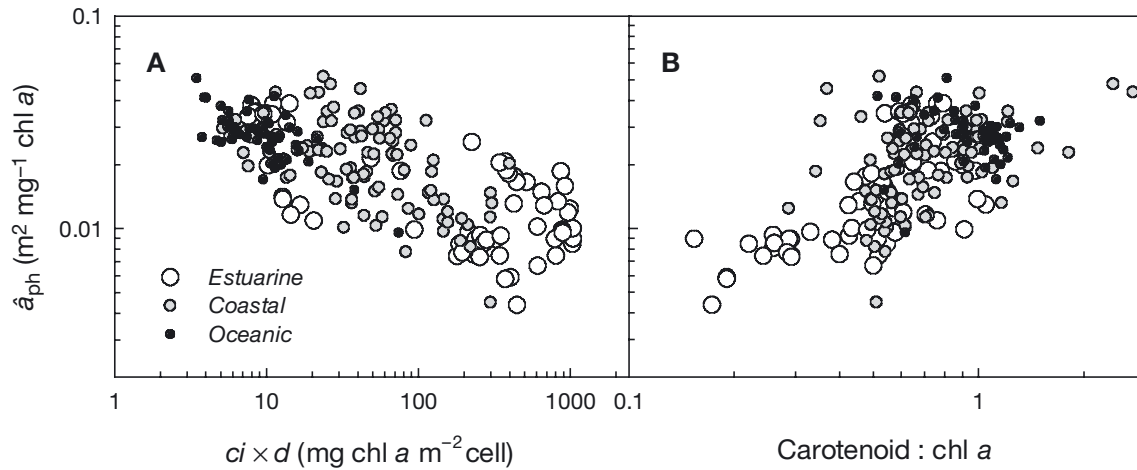 0.1
A
B
0.01
â_ph (m² mg⁻¹ chl a)
Estuarine
Coastal
Oceanic
1 10 100 1000 0.1 1
ci × d (mg chl a m⁻² cell)
Carotenoid : chl a